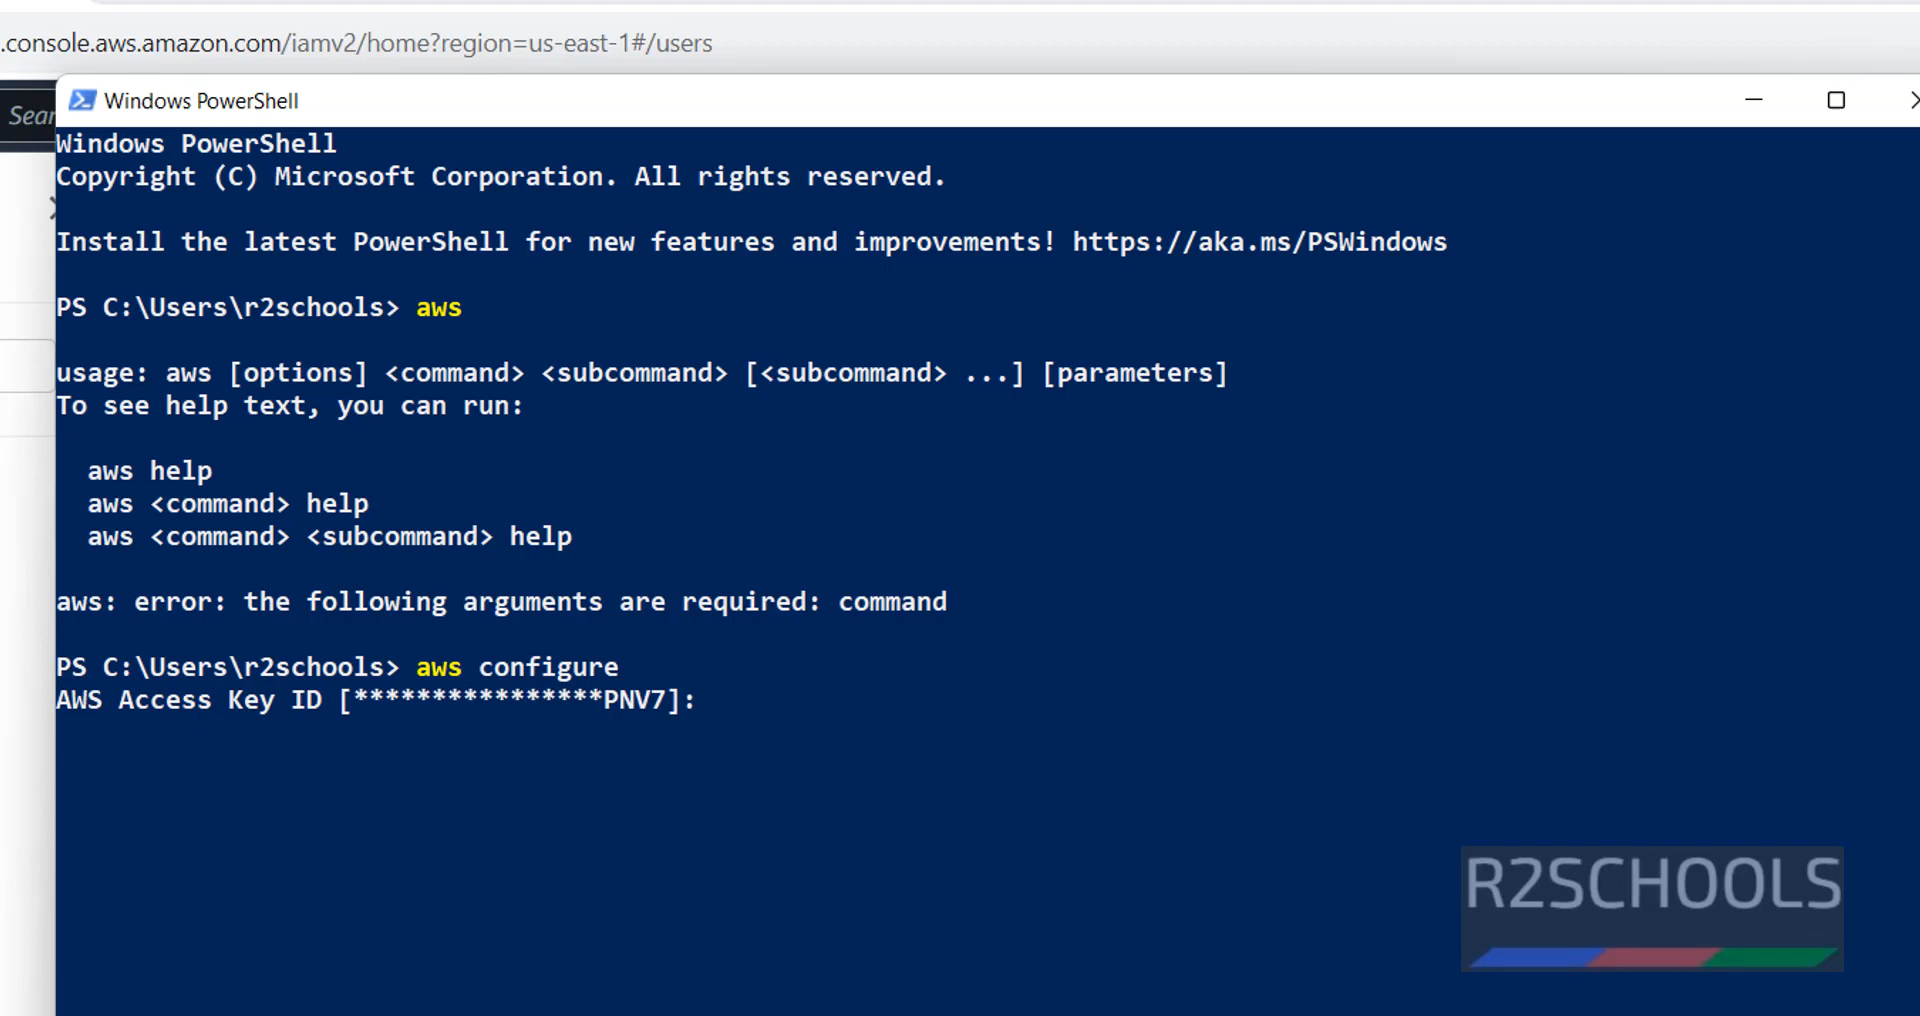 .console.aws.amazon.com/iamv2/home?region=us-east-1#/users
Windows PowerShell
Sear
Windows PowerShell
Copyright (C) Microsoft Corporation. All rights reserved.
Install the latest PowerShell for new features and improvements! https://aka.ms/PSWindows
PS C:\Users\r2schools> aws
usage: aws [options] <command> <subcommand> [<subcommand> ...] [parameters]
To see help text, you can run:
aws help
aws <command> help
aws <command> <subcommand> help
aws: error: the following arguments are required: command
PS C:\Users\r2schools> aws configure
AWS Access Key ID [****************PNV7]:
R2SCHOOLS